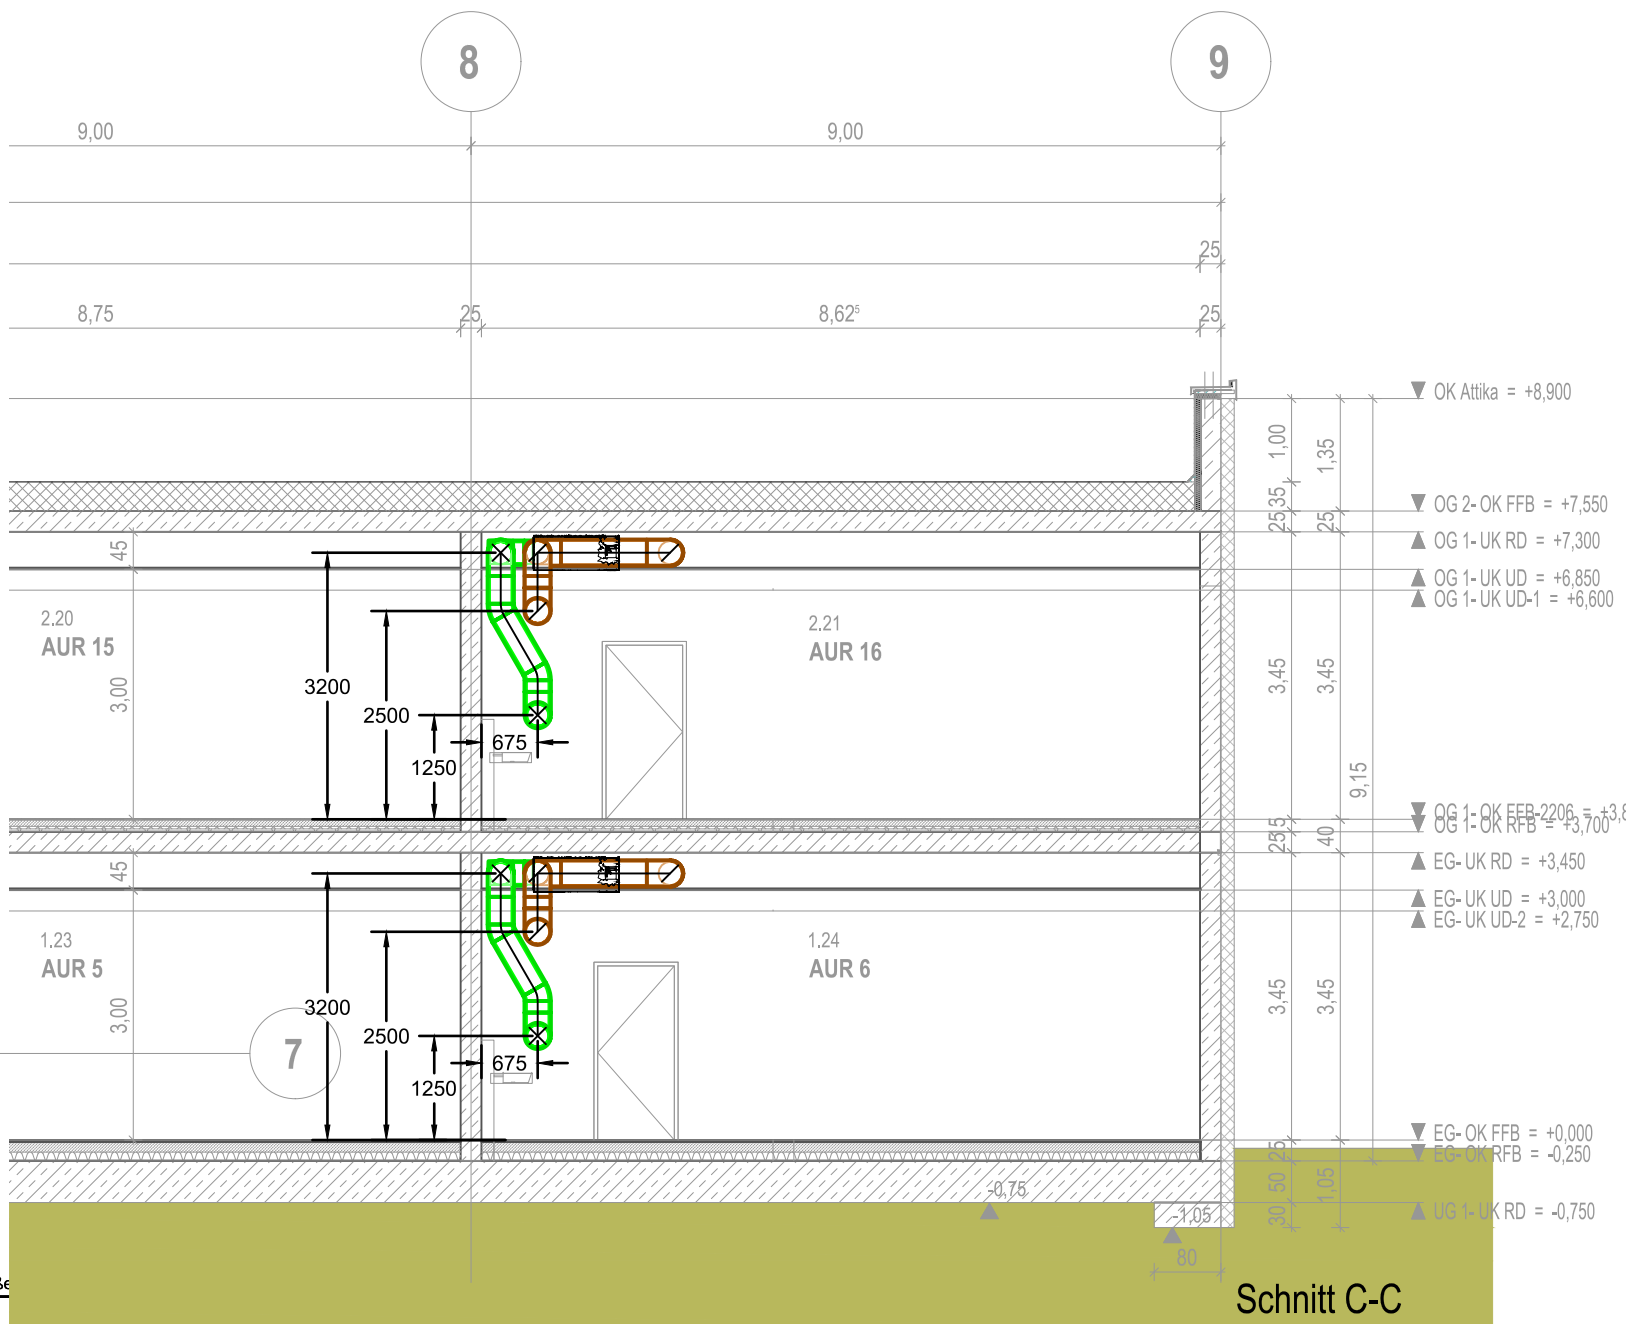 8
9
9,00
9,00
25
8,75
25
8,62⁵
25
OK Attika = +8,900
1,00
1,35
35
OG 2- OK FFB = +7,550
25
25
OG 1- UK RD = +7,300
45
OG 1- UK UD = +6,850
OG 1- UK UD-1 = +6,600
2.20
AUR 15
2.21
AUR 16
3,00
3200
2500
675
1250
3,45
3,45
9,15
OG 1- OK FFB-2206 = +3,8
OG 1- OK RFB = +3,700
5
25
40
EG- UK RD = +3,450
45
EG- UK UD = +3,000
EG- UK UD-2 = +2,750
1.23
AUR 5
1.24
AUR 6
3,00
3200
2500
7
675
1250
3,45
3,45
EG- OK FFB = +0,000
EG- OK RFB = -0,250
25
50
1,05
-0,75
30
-1,05
UG 1- UK RD = -0,750
80
Schnitt C-C